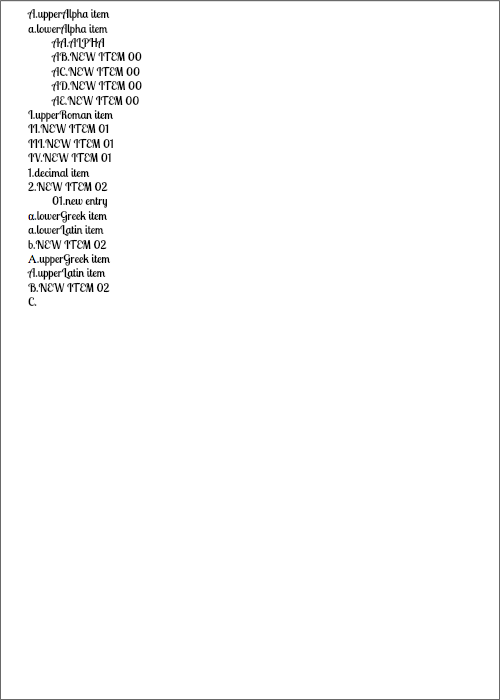 A.upperAlpha item
a.lowerAlpha item
AA.ALPHA
AB.NEW ITEM 00
AC.NEW ITEM 00
AD.NEW ITEM 00
AE.NEW ITEM 00
I.upperRoman item
II.NEW ITEM 01
III.NEW ITEM 01
IV.NEW ITEM 01
1.decimal item
2.NEW ITEM 02
01.new entry
α.lowerGreek item
a.lowerLatin item
b.NEW ITEM 02
Α.upperGreek item
A.upperLatin item
B.NEW ITEM 02
C.